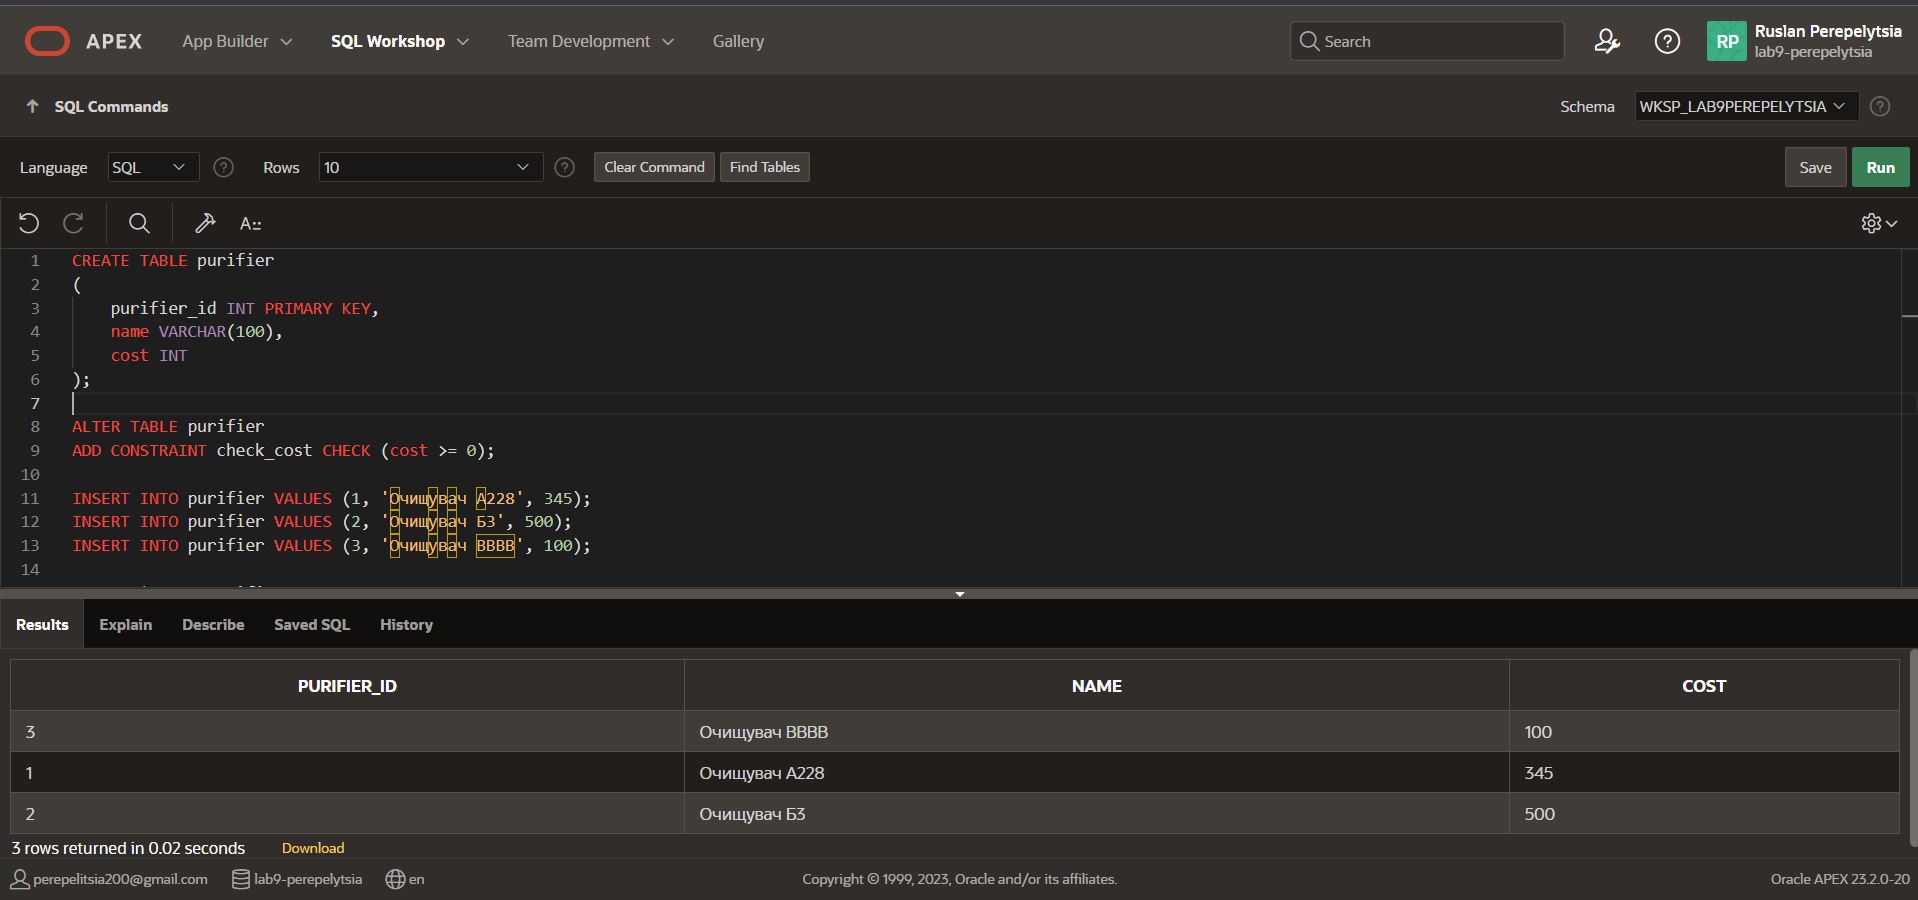 APEX App Builder SQL Workshop Team Development Gallery Search RP Ruslan Perepelytsia
lab9-perepelytsia
SQL Commands Schema WKSP_LAB9PEREPELYTSIA
Language SQL Rows 10 Clear Command Find Tables Save Run
A::
1 CREATE TABLE purifier
2 (
3 purifier_id INT PRIMARY KEY,
4 name VARCHAR(100),
5 cost INT
6 );
7
8 ALTER TABLE purifier
9 ADD CONSTRAINT check_cost CHECK (cost >= 0);
10
11 INSERT INTO purifier VALUES (1, 'Очищувач А228', 345);
12 INSERT INTO purifier VALUES (2, 'Очищувач Б3', 500);
13 INSERT INTO purifier VALUES (3, 'Очищувач ВВВВ', 100);
14
Results Explain Describe Saved SQL History
PURIFIER_ID NAME COST
3 Очищувач ВВВВ 100
1 Очищувач А228 345
2 Очищувач Б3 500
3 rows returned in 0.02 seconds Download
perepelitsia200@gmail.com lab9-perepelytsia en Copyright © 1999, 2023, Oracle and/or its affiliates. Oracle APEX 23.2.0-20